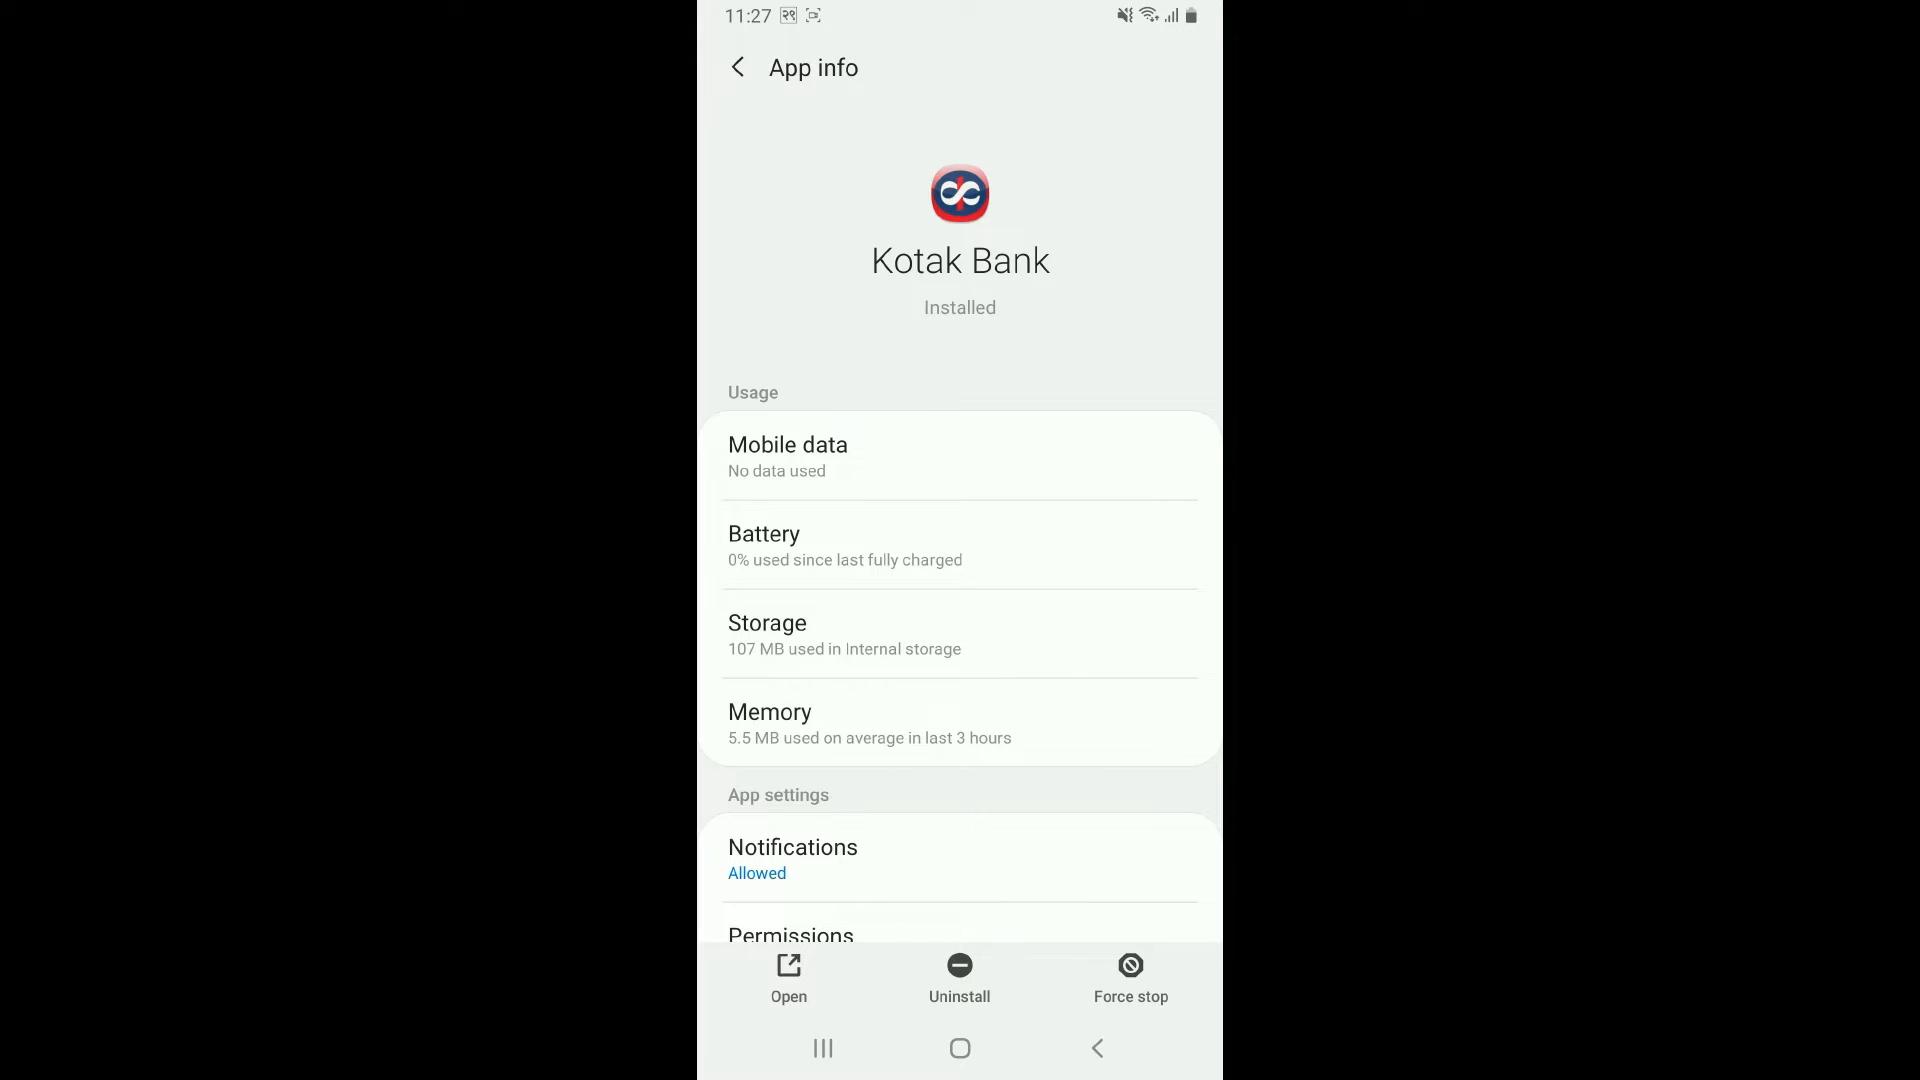 11:27 २९
App info
Kotak Bank
Installed
Usage
Mobile data
No data used
Battery
0% used since last fully charged
Storage
107 MB used in Internal storage
Memory
5.5 MB used on average in last 3 hours
App settings
Notifications
Allowed
Permissions
Open
Uninstall
Force stop